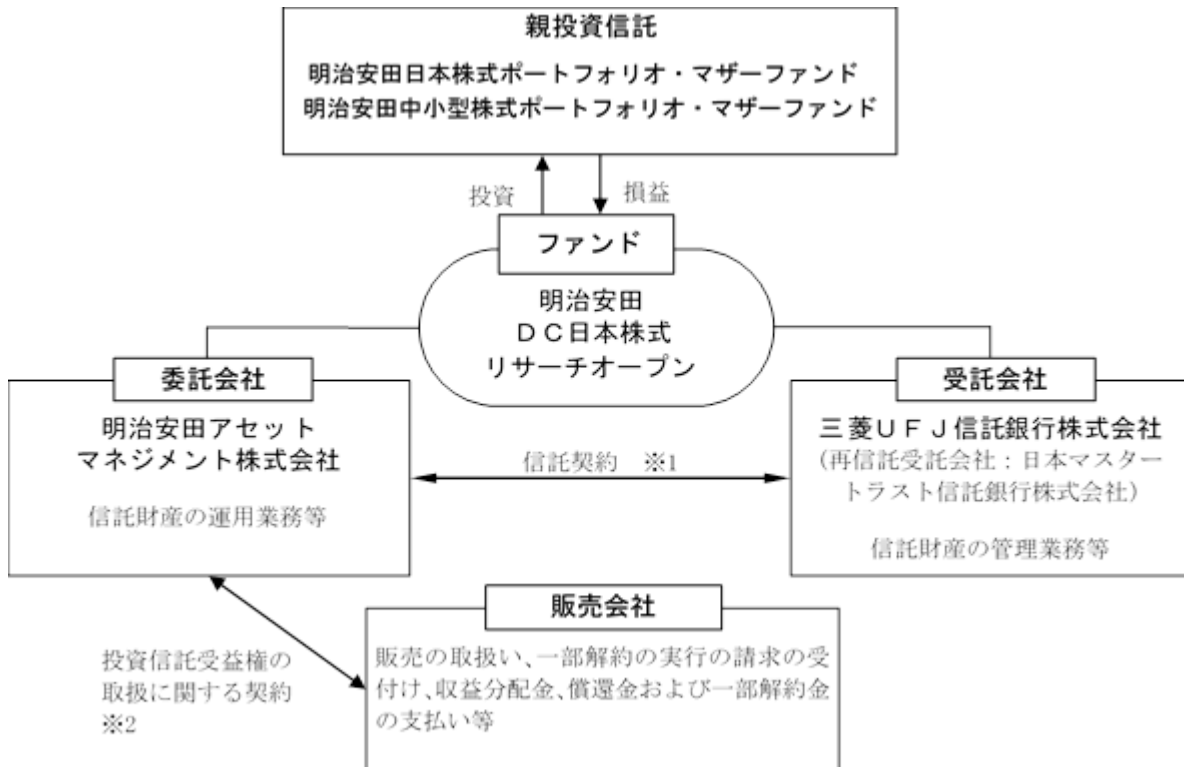 親投資信託
明治安田日本株式ポートフォリオ・マザーファンド
明治安田中小型株式ポートフォリオ・マザーファンド
投資
損益
ファンド
明治安田
ＤＣ日本株式
リサーチオープン
委託会社
明治安田アセット
マネジメント株式会社
信託財産の運用業務等
信託契約　※1
受託会社
三菱ＵＦＪ信託銀行株式会社
（再信託受託会社：日本マスター
トラスト信託銀行株式会社）
信託財産の管理業務等
投資信託受益権の
取扱に関する契約
※2
販売会社
販売の取扱い、一部解約の実行の請求の受
付け、収益分配金、償還金および一部解約金
の支払い等